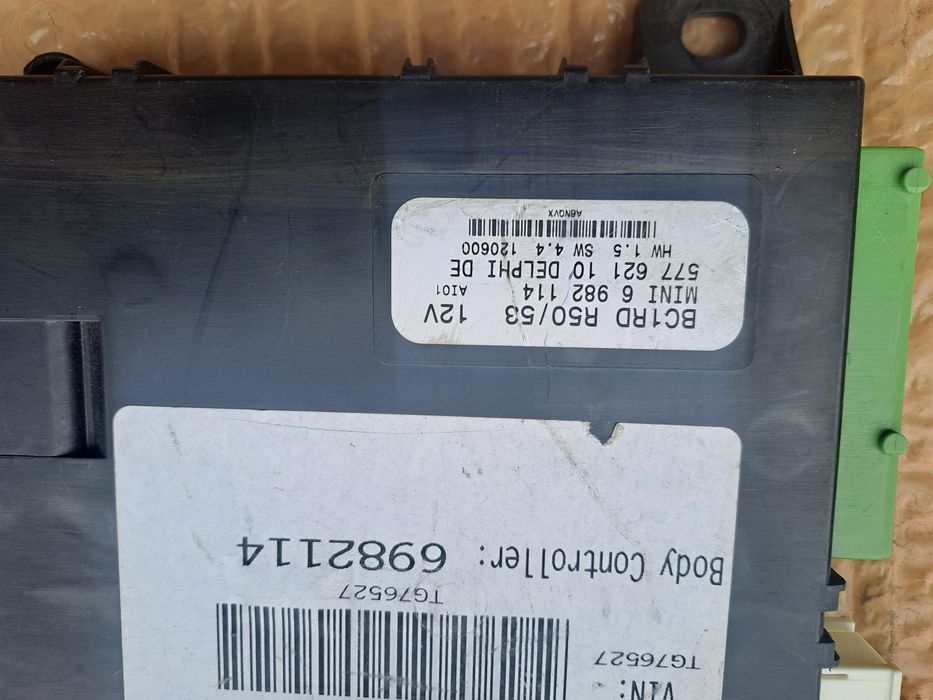 VIN: TG76527
TG76527
Body Controller: 6982114
BC1RD R50/53 12V
MINI 6 982 114 AI01
577 621 10 DELPHI DE
HW 1.5 SW 4.4 120600
A6NGVX